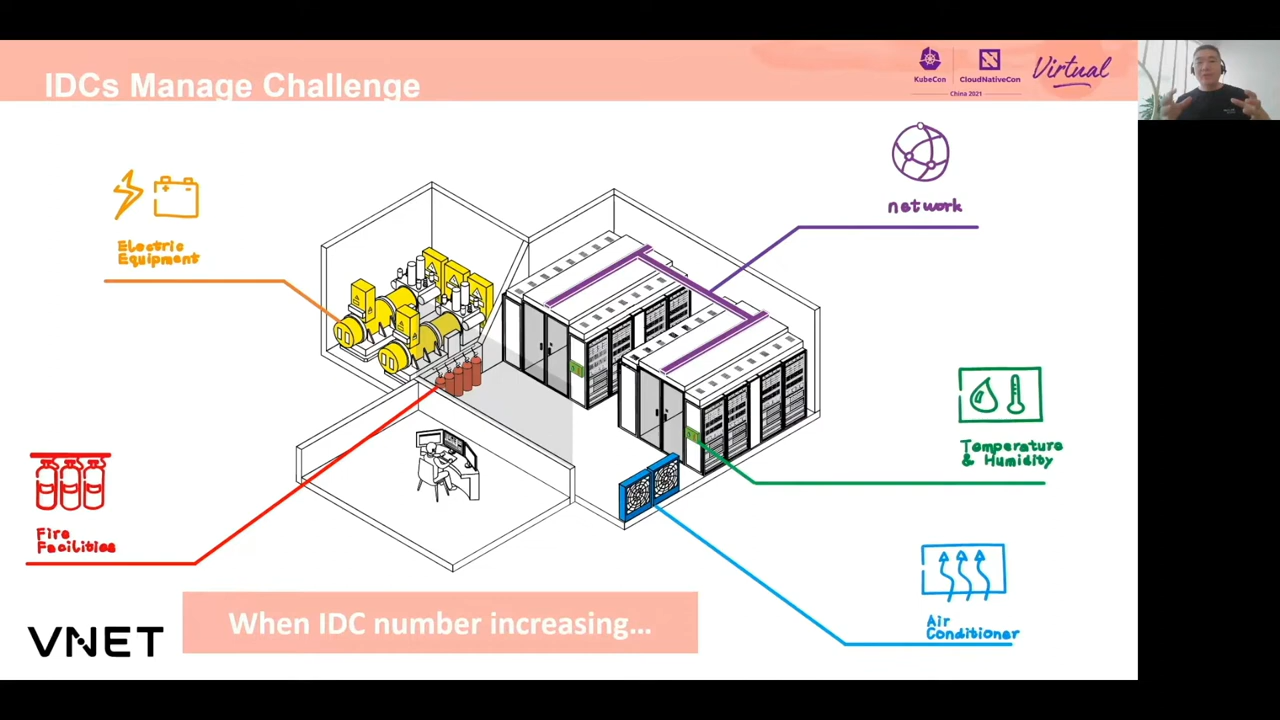 IDCs Manage Challenge
KubeCon
CloudNativeCon
Virtual
China 2021
network
Electric
Equipment
Temperature
& Humidity
Fire
Facilities
Air
Conditioner
When IDC number increasing...
VNET